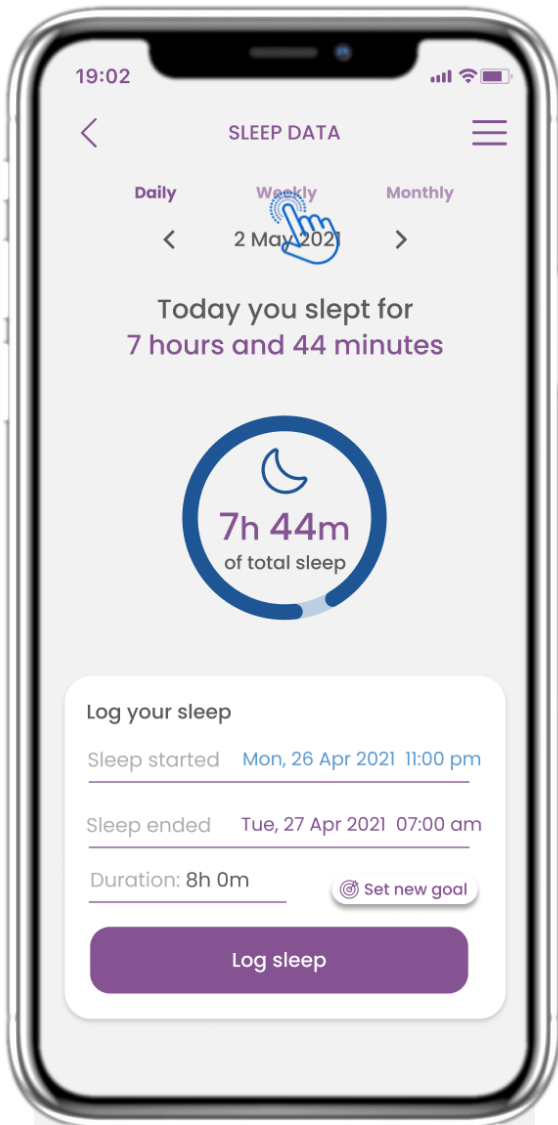 19:02
SLEEP DATA
Daily Weekly Monthly
2 May 2021
Today you slept for
7 hours and 44 minutes
7h 44m
of total sleep
Log your sleep
Sleep started Mon, 26 Apr 2021 11:00 pm
Sleep ended Tue, 27 Apr 2021 07:00 am
Duration: 8h 0m
Set new goal
Log sleep